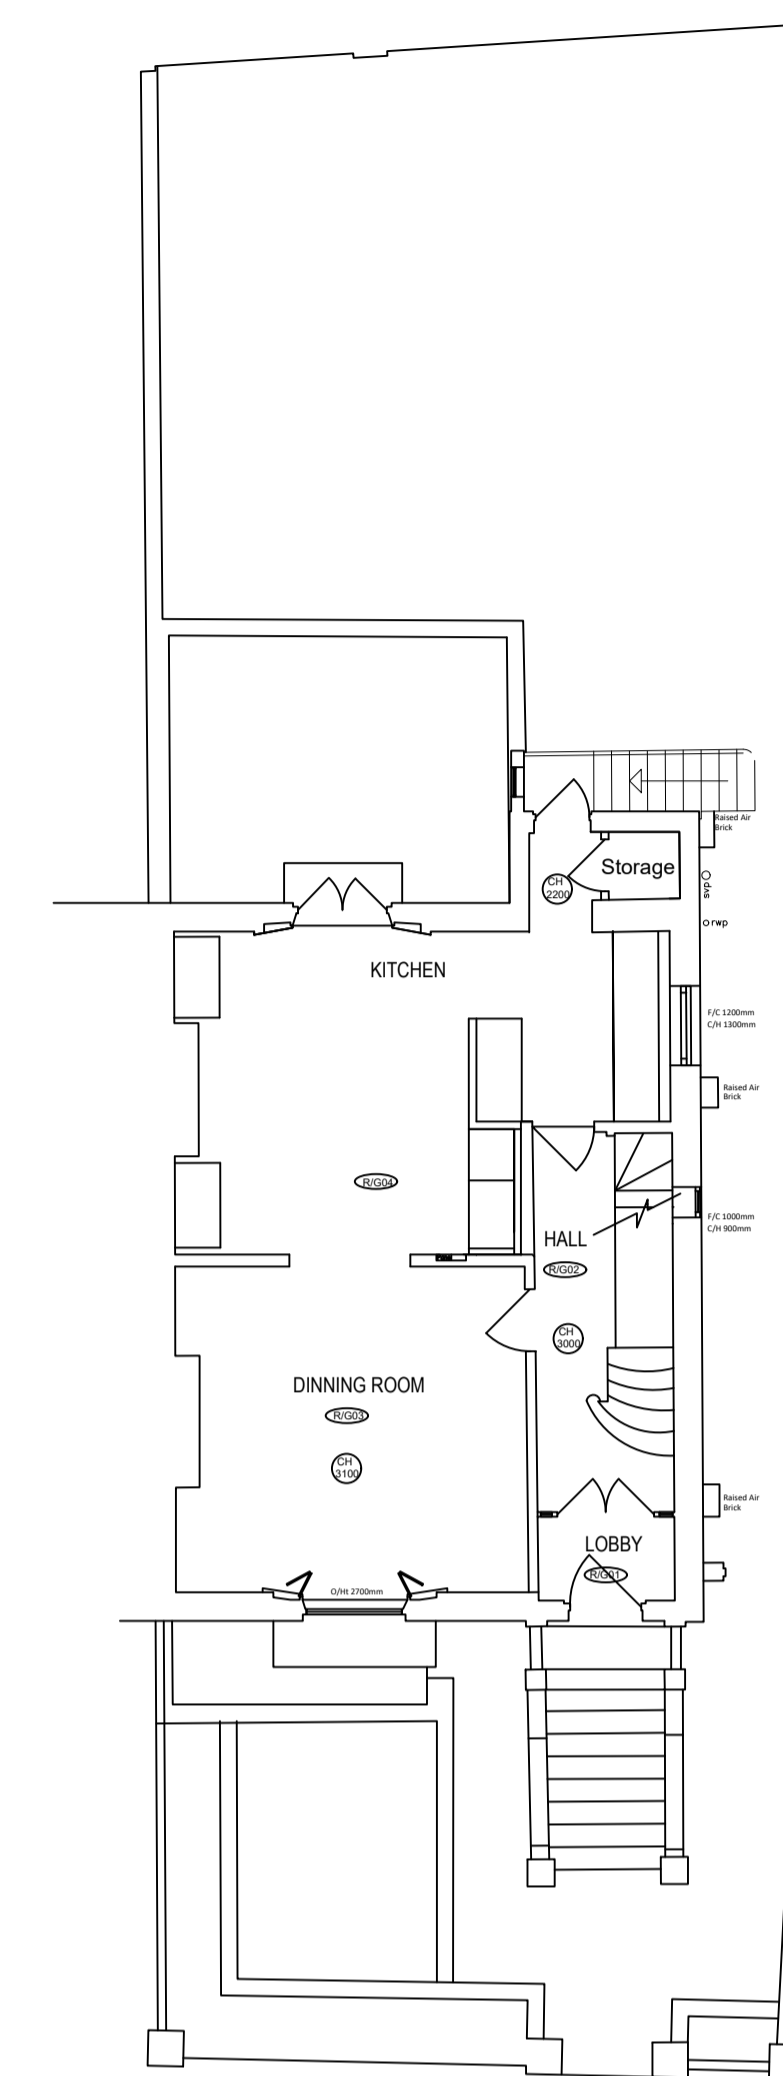 Raised Air
Brick
Storage
CH
2200
svp
rwp
KITCHEN
F/C 1200mm
C/H 1300mm
Raised Air
Brick
R/G04
F/C 1000mm
C/H 900mm
HALL
R/G02
CH
3000
DINNING ROOM
R/G03
CH
3100
Raised Air
Brick
LOBBY
R/G01
O/Ht 2700mm